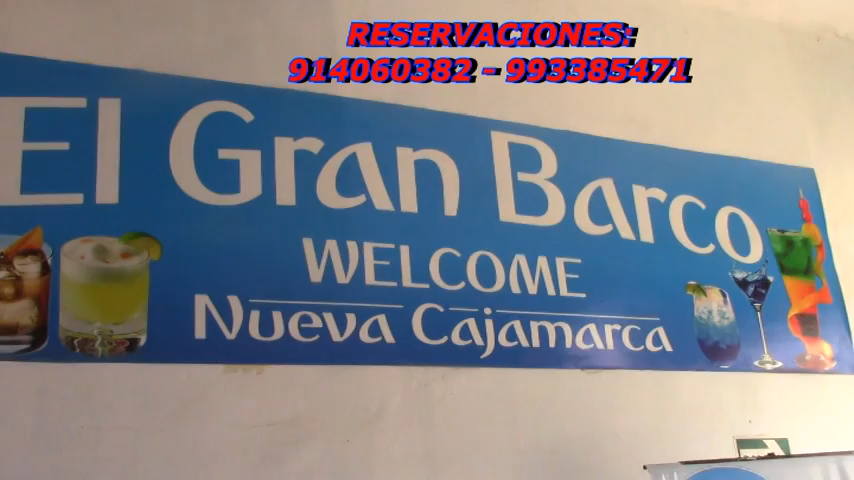 RESERVACIONES:
914060382 - 993385471
El Gran Barco
WELCOME
Nueva Cajamarca